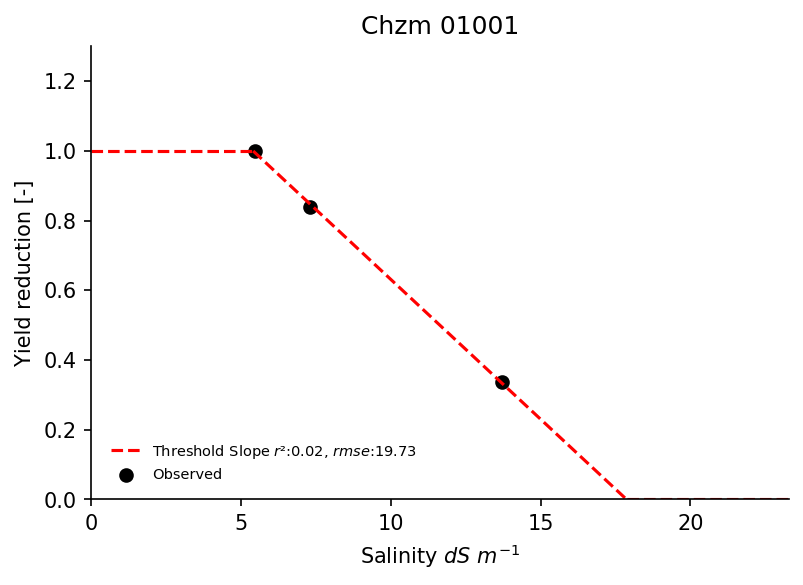 Chzm 01001
Yield reduction [-]
1.2
1.0
0.8
0.6
0.4
0.2
0.0
Threshold Slope r²:0.02, rmse:19.73
Observed
0 5 10 15 20
Salinity dS m⁻¹